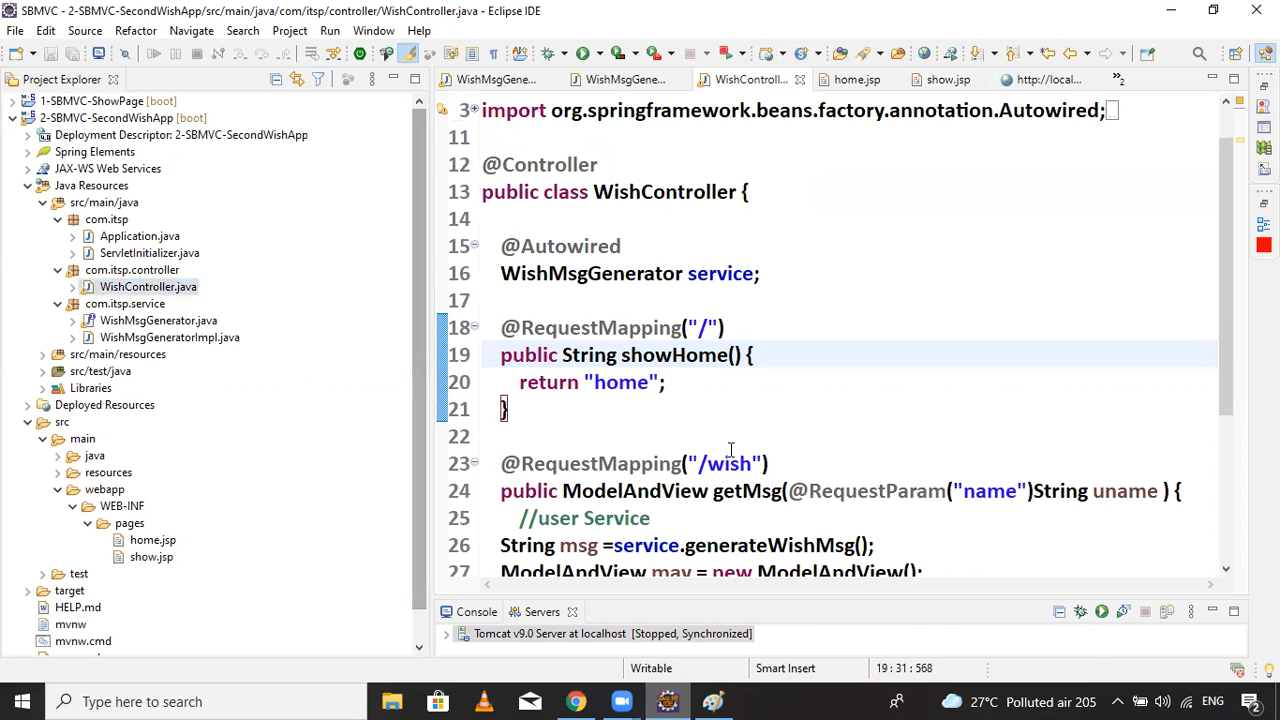 SBMVC - 2-SBMVC-SecondWishApp/src/main/java/com/itsp/controller/WishController.java - Eclipse IDE
File Edit Source Refactor Navigate Search Project Run Window Help
Project Explorer
WishMsgGene...
WishMsgGene...
WishControll...
home.jsp
show.jsp
http://local...
»2
1-SBMVC-ShowPage [boot]
2-SBMVC-SecondWishApp [boot]
Deployment Descriptor: 2-SBMVC-SecondWishApp
Spring Elements
JAX-WS Web Services
Java Resources
src/main/java
com.itsp
Application.java
ServletInitializer.java
com.itsp.controller
WishController.java
com.itsp.service
WishMsgGenerator.java
WishMsgGeneratorImpl.java
src/main/resources
src/test/java
Libraries
Deployed Resources
src
main
java
resources
webapp
WEB-INF
pages
home.jsp
show.jsp
test
target
HELP.md
mvnw
mvnw.cmd
3 import org.springframework.beans.factory.annotation.Autowired;
11
12 @Controller
13 public class WishController {
14
15 @Autowired
16 WishMsgGenerator service;
17
18 @RequestMapping("/")
19 public String showHome() {
20 return "home";
21 }
22
23 @RequestMapping("/wish")
24 public ModelAndView getMsg(@RequestParam("name")String uname ) {
25 //user Service
26 String msg =service.generateWishMsg();
27 ModelAndView mav = new ModelAndView();
Console Servers
Tomcat v9.0 Server at localhost [Stopped, Synchronized]
Writable Smart Insert 19 : 31 : 568
Type here to search
27°C Polluted air 205
ENG
2